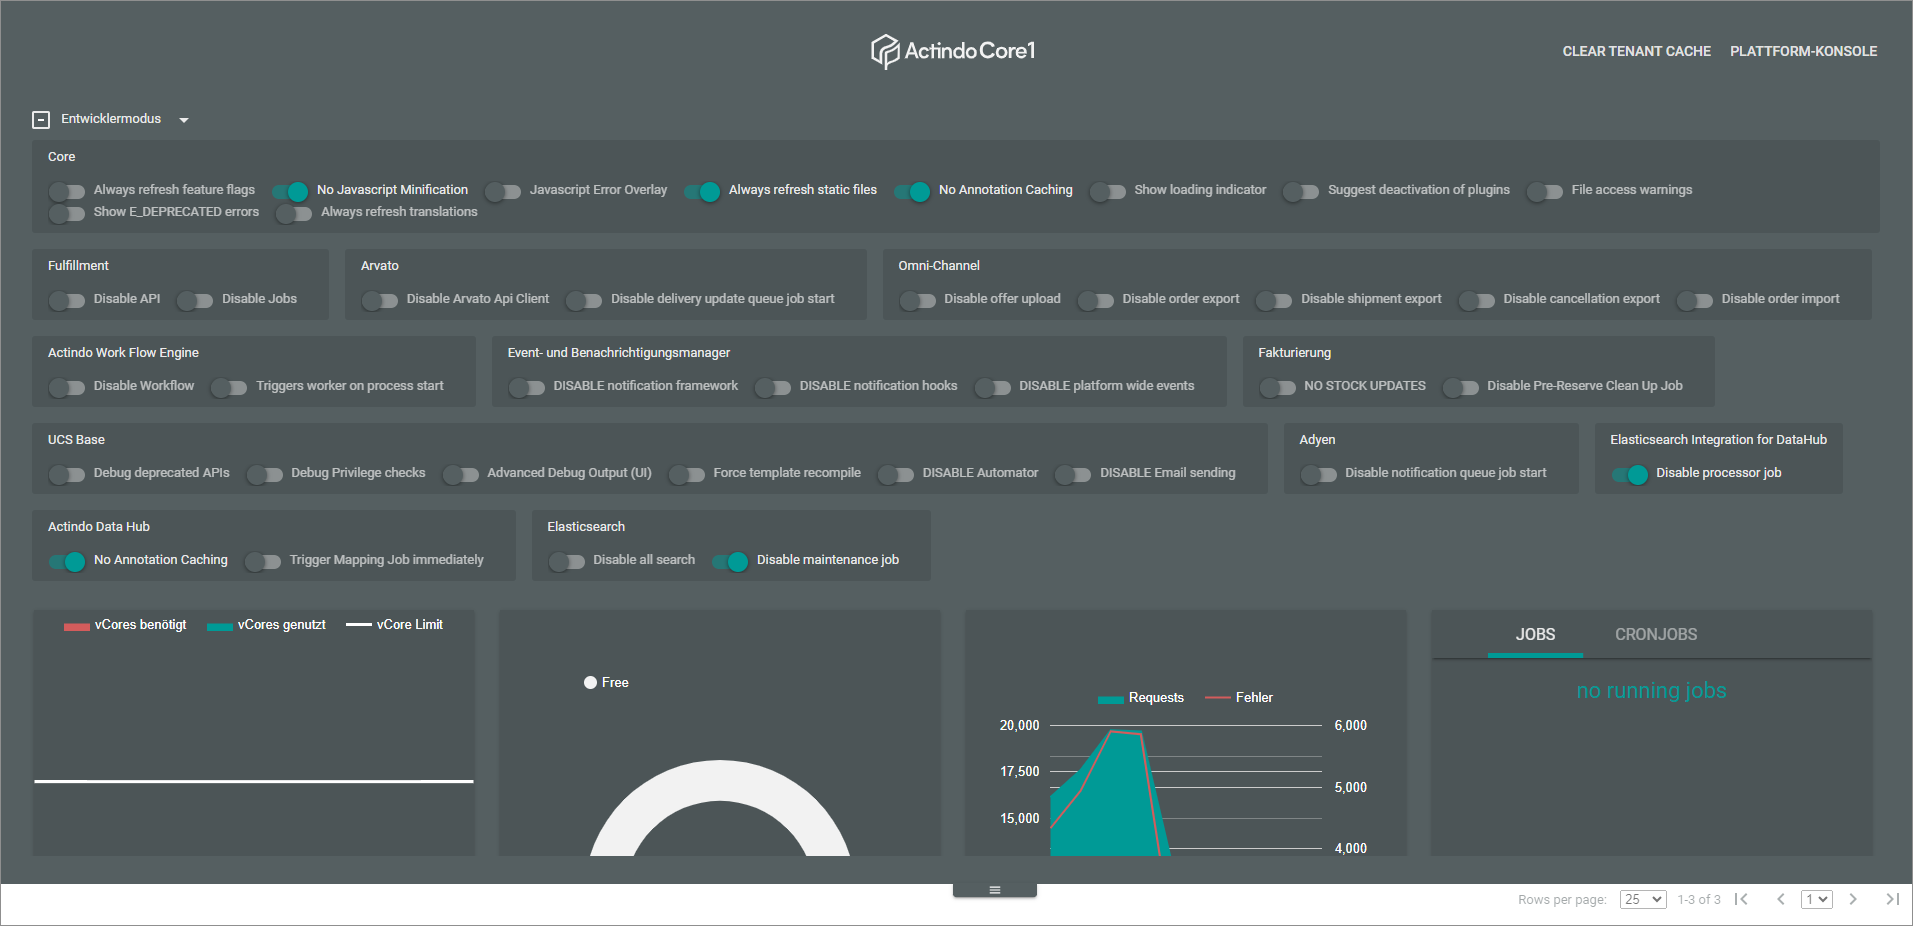 Actindo Core1
CLEAR TENANT CACHE PLATTFORM-KONSOLE
Entwicklermodus
Core
Always refresh feature flags No Javascript Minification Javascript Error Overlay Always refresh static files No Annotation Caching Show loading indicator Suggest deactivation of plugins File access warnings
Show E_DEPRECATED errors Always refresh translations
Fulfillment Arvato Omni-Channel
Disable API Disable Jobs Disable Arvato Api Client Disable delivery update queue job start Disable offer upload Disable order export Disable shipment export Disable cancellation export Disable order import
Actindo Work Flow Engine Event- und Benachrichtigungsmanager Fakturierung
Disable Workflow Triggers worker on process start DISABLE notification framework DISABLE notification hooks DISABLE platform wide events NO STOCK UPDATES Disable Pre-Reserve Clean Up Job
UCS Base Adyen Elasticsearch Integration for DataHub
Debug deprecated APIs Debug Privilege checks Advanced Debug Output (UI) Force template recompile DISABLE Automator DISABLE Email sending Disable notification queue job start Disable processor job
Actindo Data Hub Elasticsearch
No Annotation Caching Trigger Mapping Job immediately Disable all search Disable maintenance job
vCores benötigt vCores genutzt vCore Limit
Free
Requests Fehler
20,000 6,000
17,500
5,000
15,000
4,000
JOBS CRONJOBS
no running jobs
Rows per page: 25 1-3 of 3 1